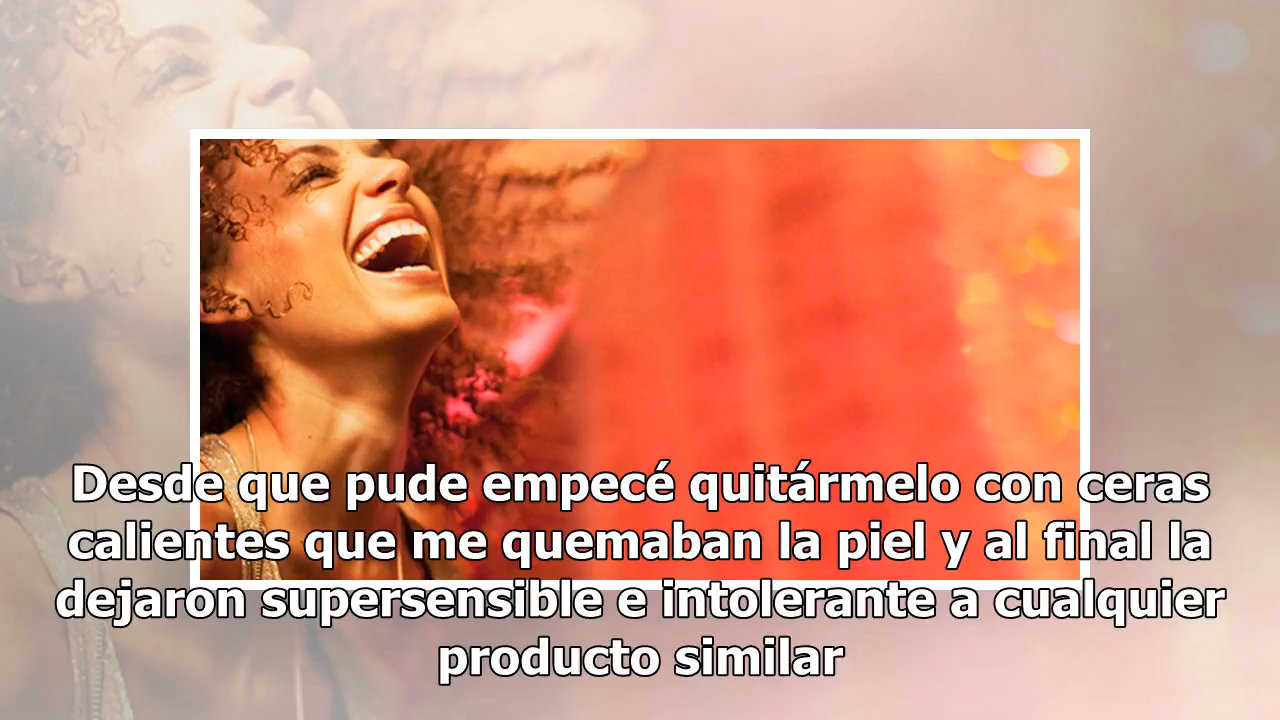 Desde que pude empecé quitármelo con ceras
calientes que me quemaban la piel y al final la
dejaron supersensible e intolerante a cualquier
producto similar